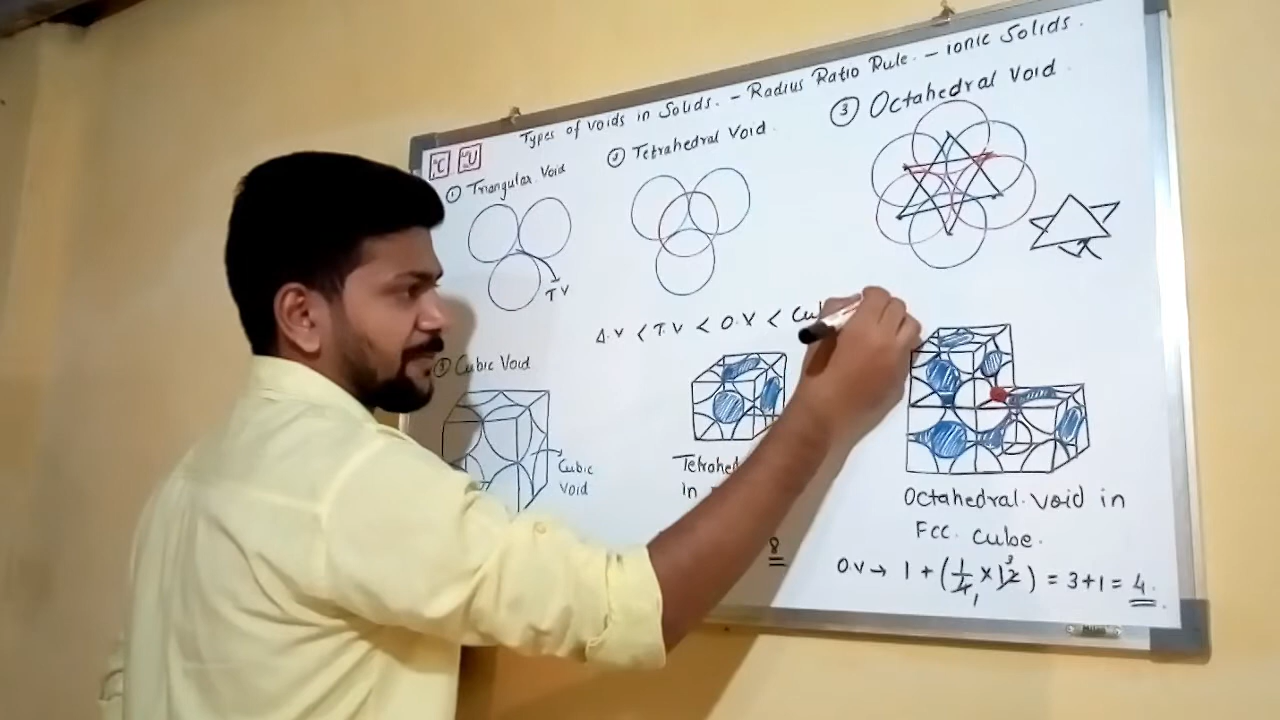 Types of Voids in Solids. - Radius Ratio Rule. - ionic Solids.
① Triangular Void
TV
② Tetrahedral Void
③ Octahedral Void
Δ.V < T.V < O.V < Cu
③ Cubic Void
Cubic
Void
Tetrahed
in
8
Octahedral Void in
FCC Cube.
O.V → 1 + (1/4 × 12) = 3+1 = 4.